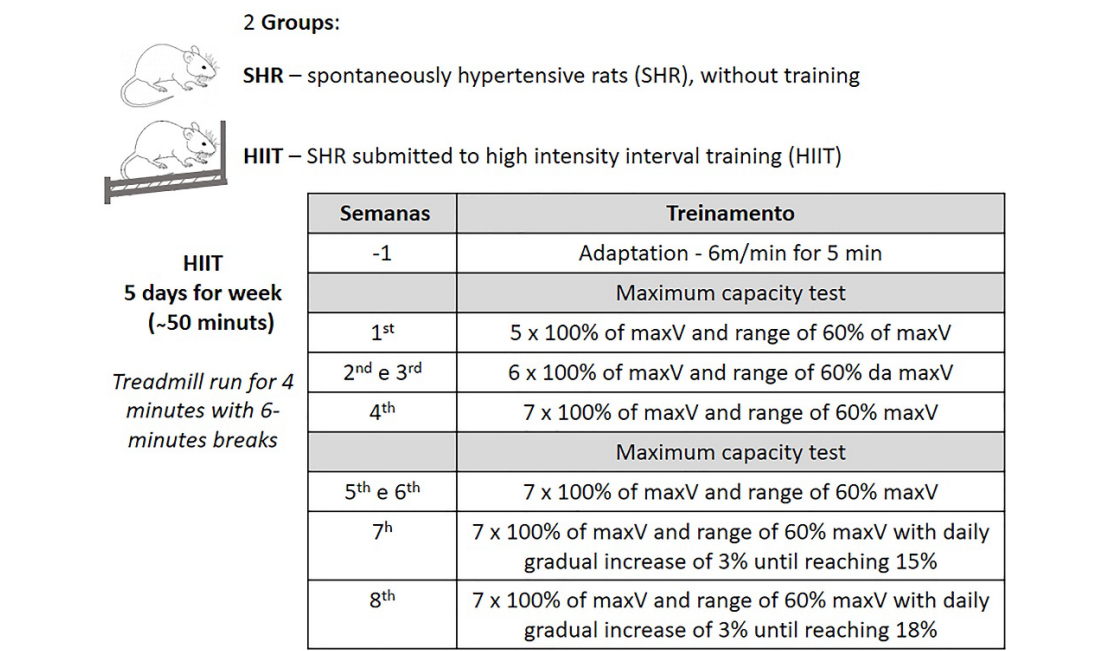 2 Groups:
SHR – spontaneously hypertensive rats (SHR), without training
HIIT – SHR submitted to high intensity interval training (HIIT)
HIIT
5 days for week
(~50 minuts)
Treadmill run for 4
minutes with 6-
minutes breaks
Semanas Treinamento
-1 Adaptation - 6m/min for 5 min
Maximum capacity test
1st 5 x 100% of maxV and range of 60% of maxV
2nd e 3rd 6 x 100% of maxV and range of 60% da maxV
4th 7 x 100% of maxV and range of 60% maxV
Maximum capacity test
5th e 6th 7 x 100% of maxV and range of 60% maxV
7h 7 x 100% of maxV and range of 60% maxV with daily
gradual increase of 3% until reaching 15%
8th 7 x 100% of maxV and range of 60% maxV with daily
gradual increase of 3% until reaching 18%